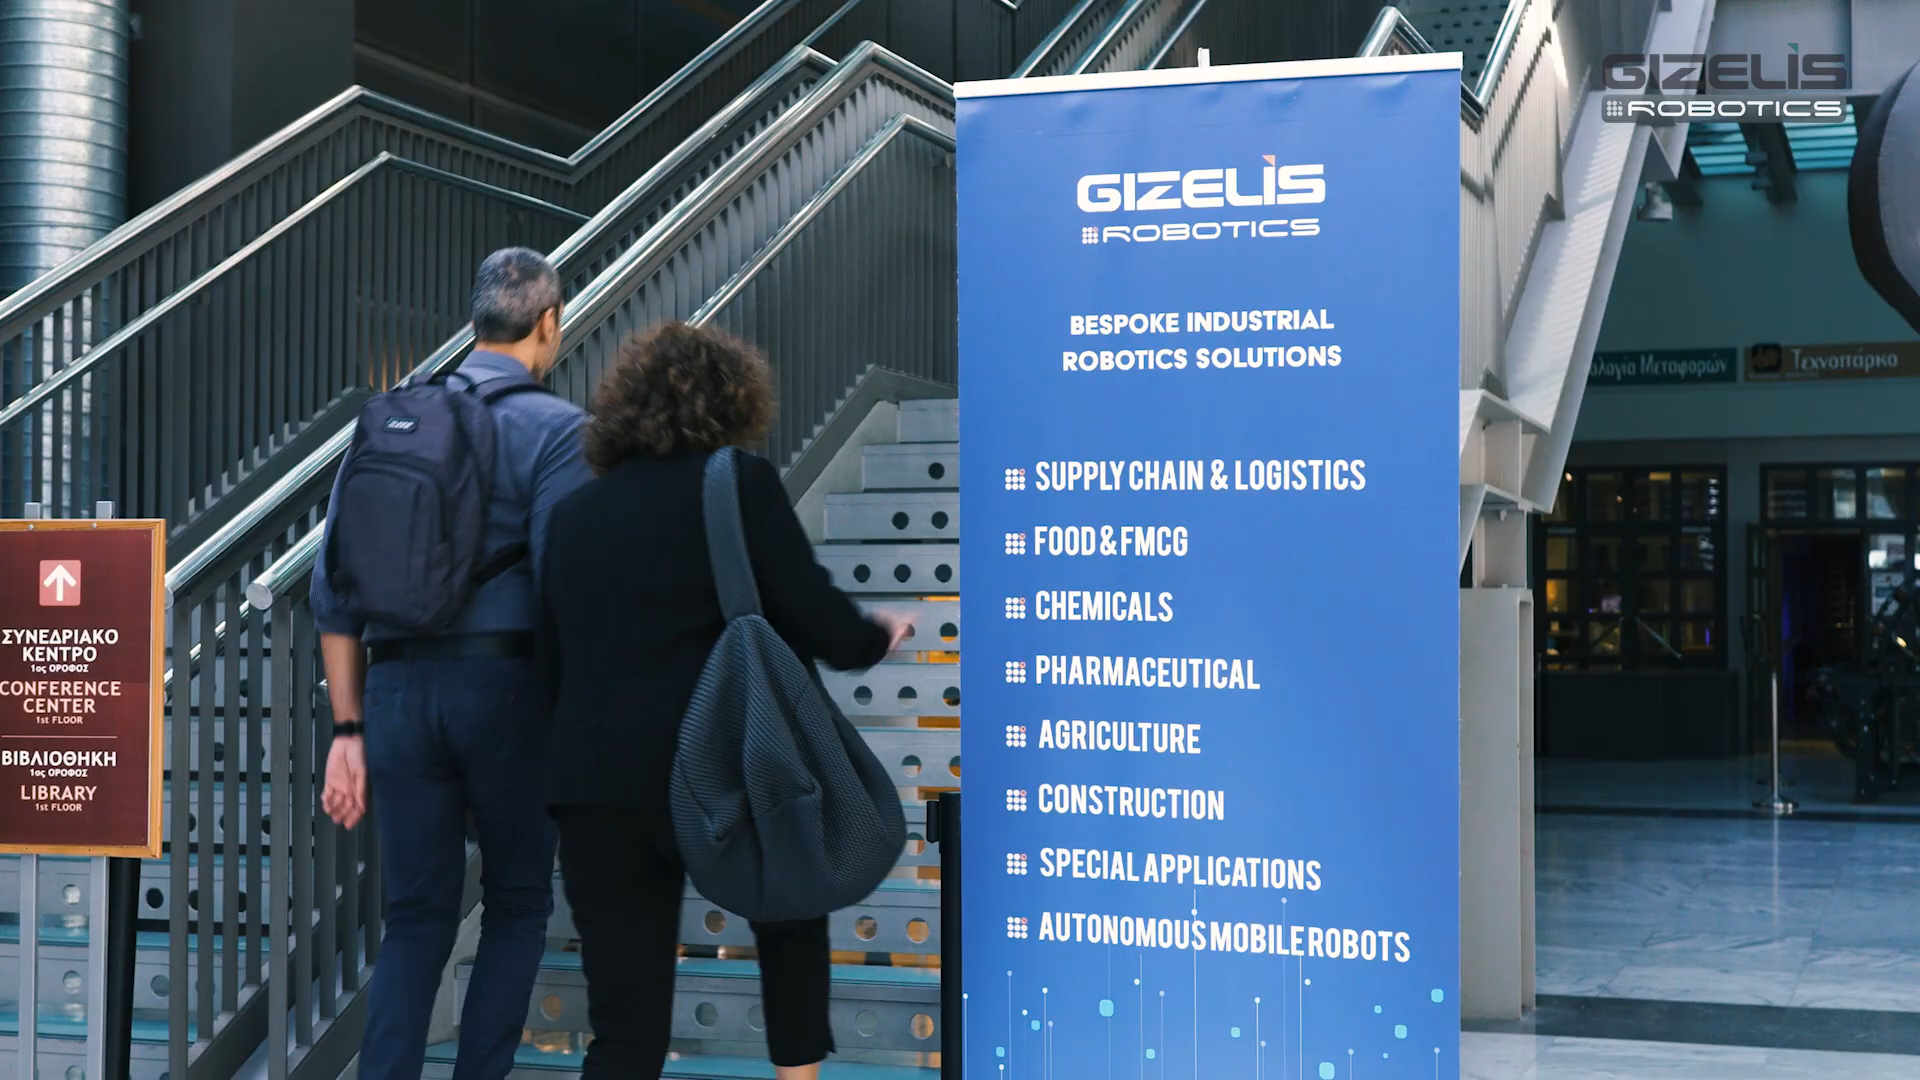 GIZELIS
ROBOTICS
GIZELIS
ROBOTICS
BESPOKE INDUSTRIAL
ROBOTICS SOLUTIONS
SUPPLY CHAIN & LOGISTICS
FOOD & FMCG
CHEMICALS
PHARMACEUTICAL
AGRICULTURE
CONSTRUCTION
SPECIAL APPLICATIONS
AUTONOMOUS MOBILE ROBOTS
ΣΥΝΕΔΡΙΑΚΟ
ΚΕΝΤΡΟ
1ος ΟΡΟΦΟΣ
CONFERENCE
CENTER
1st FLOOR
ΒΙΒΛΙΟΘΗΚΗ
1ος ΟΡΟΦΟΣ
LIBRARY
1st FLOOR
Μεταφορών
Τεχνοπάρκο